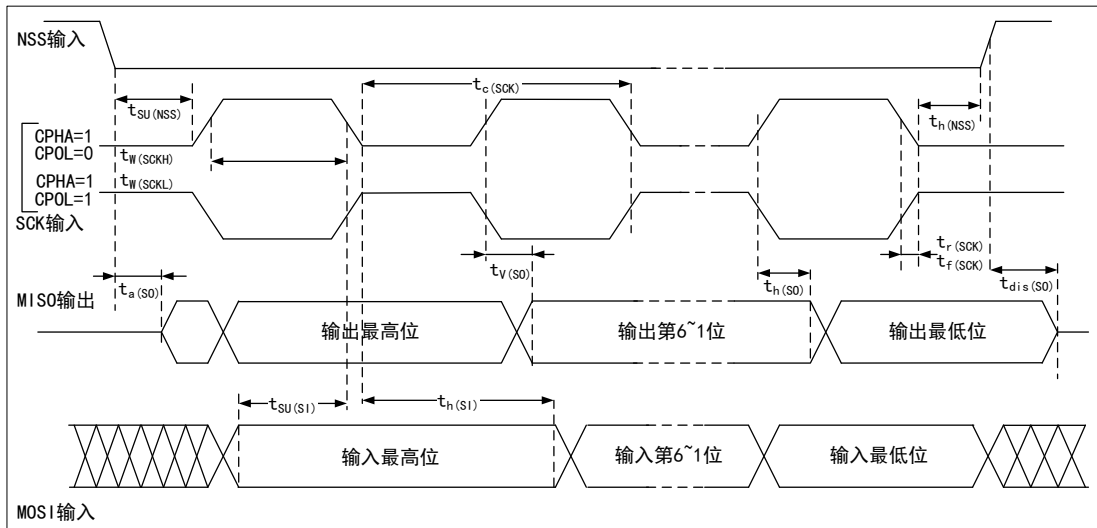 NSS输入
tc(SCK)
tSU(NSS)
th(NSS)
CPHA=1
CPOL=0
tW(SCKH)
CPHA=1
CPOL=1
tW(SCKL)
SCK输入
tr(SCK)
tf(SCK)
ta(SO)
tV(SO)
th(SO)
tdis(SO)
MISO输出
输出最高位
输出第6~1位
输出最低位
tSU(SI)
th(SI)
输入最高位
输入第6~1位
输入最低位
MOSI输入